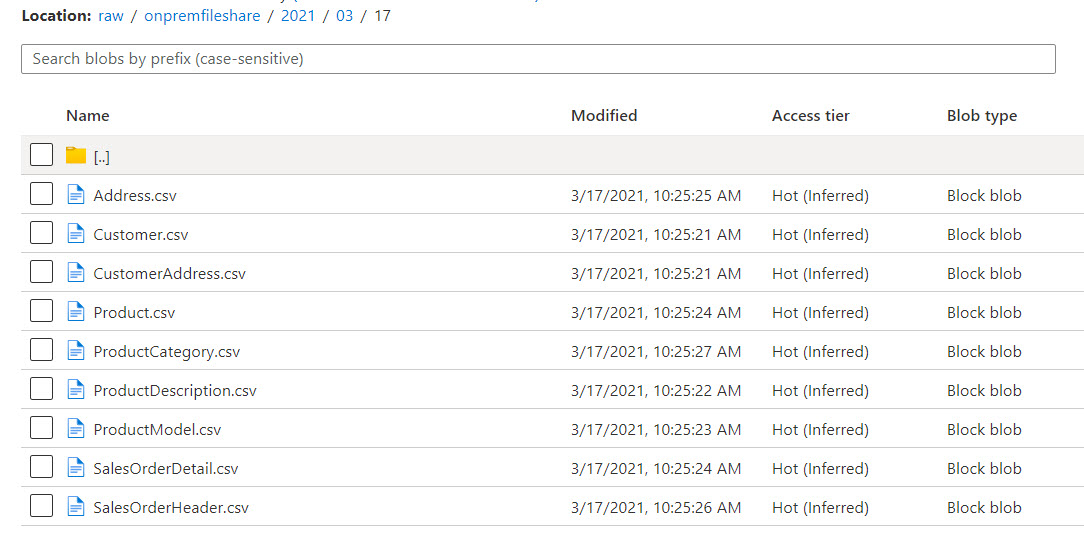 Location: raw / onpremfileshare / 2021 / 03 / 17
Search blobs by prefix (case-sensitive)
Name Modified Access tier Blob type
[..]
Address.csv 3/17/2021, 10:25:25 AM Hot (Inferred) Block blob
Customer.csv 3/17/2021, 10:25:21 AM Hot (Inferred) Block blob
CustomerAddress.csv 3/17/2021, 10:25:21 AM Hot (Inferred) Block blob
Product.csv 3/17/2021, 10:25:24 AM Hot (Inferred) Block blob
ProductCategory.csv 3/17/2021, 10:25:27 AM Hot (Inferred) Block blob
ProductDescription.csv 3/17/2021, 10:25:22 AM Hot (Inferred) Block blob
ProductModel.csv 3/17/2021, 10:25:23 AM Hot (Inferred) Block blob
SalesOrderDetail.csv 3/17/2021, 10:25:24 AM Hot (Inferred) Block blob
SalesOrderHeader.csv 3/17/2021, 10:25:26 AM Hot (Inferred) Block blob